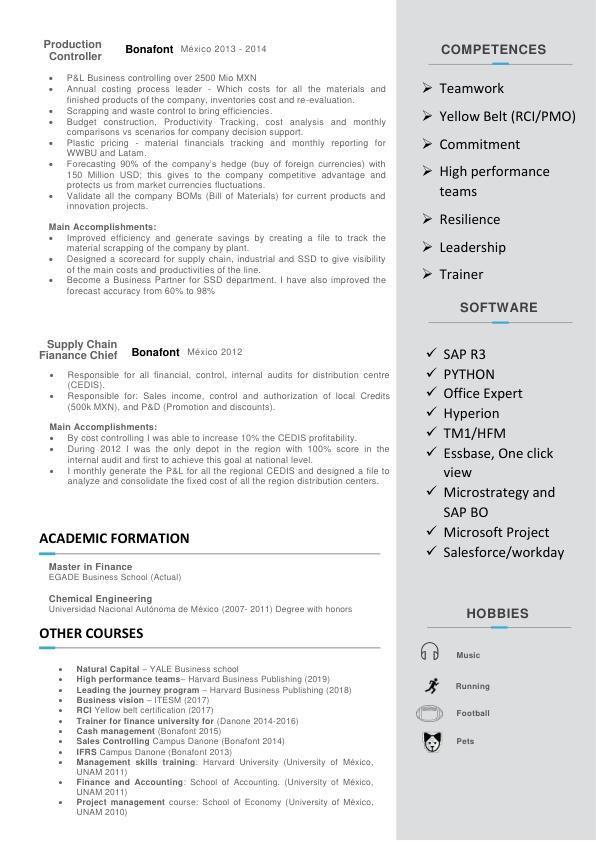 Production
Controller
Bonafont México 2013 - 2014
• P&L Business controlling over 2500 Mio MXN
• Annual costing process leader - Which costs for all the materials and
finished products of the company, inventories cost and re-evaluation.
• Scrapping and waste control to bring efficiencies.
• Budget construction, Productivity Tracking, cost analysis and monthly
comparisons vs scenarios for company decision support.
• Plastic pricing - material financials tracking and monthly reporting for
WWBU and Latam.
• Forecasting 90% of the company's hedge (buy of foreign currencies) with
150 Million USD; this gives to the company competitive advantage and
protects us from market currencies fluctuations.
• Validate all the company BOMs (Bill of Materials) for current products and
innovation projects.
Main Accomplishments:
• Improved efficiency and generate savings by creating a file to track the
material scrapping of the company by plant.
• Designed a scorecard for supply chain, industrial and SSD to give visibility
of the main costs and productivities of the line.
• Become a Business Partner for SSD department. I have also improved the
forecast accuracy from 60% to 98%
Supply Chain
Fianance Chief
Bonafont México 2012
• Responsible for all financial, control, internal audits for distribution centre
(CEDIS).
• Responsible for: Sales income, control and authorization of local Credits
(500k MXN), and P&D (Promotion and discounts).
Main Accomplishments:
• By cost controlling I was able to increase 10% the CEDIS profitability.
• During 2012 I was the only depot in the region with 100% score in the
internal audit and first to achieve this goal at national level.
• I monthly generate the P&L for all the regional CEDIS and designed a file to
analyze and consolidate the fixed cost of all the region distribution centers.
ACADEMIC FORMATION
Master in Finance
EGADE Business School (Actual)
Chemical Engineering
Universidad Nacional Autónoma de México (2007- 2011) Degree with honors
OTHER COURSES
• Natural Capital – YALE Business school
• High performance teams– Harvard Business Publishing (2019)
• Leading the journey program – Harvard Business Publishing (2018)
• Business vision – ITESM (2017)
• RCI Yellow belt certification (2017)
• Trainer for finance university for (Danone 2014-2016)
• Cash management (Bonafont 2015)
• Sales Controlling Campus Danone (Bonafont 2014)
• IFRS Campus Danone (Bonafont 2013)
• Management skills training: Harvard University (University of México,
UNAM 2011)
• Finance and Accounting: School of Accounting. (University of México,
UNAM 2011)
• Project management course: School of Economy (University of México,
UNAM 2010)
COMPETENCES
➢ Teamwork
➢ Yellow Belt (RCI/PMO)
➢ Commitment
➢ High performance
teams
➢ Resilience
➢ Leadership
➢ Trainer
SOFTWARE
✓ SAP R3
✓ PYTHON
✓ Office Expert
✓ Hyperion
✓ TM1/HFM
✓ Essbase, One click
view
✓ Microstrategy and
SAP BO
✓ Microsoft Project
✓ Salesforce/workday
HOBBIES
Music
Running
Football
Pets